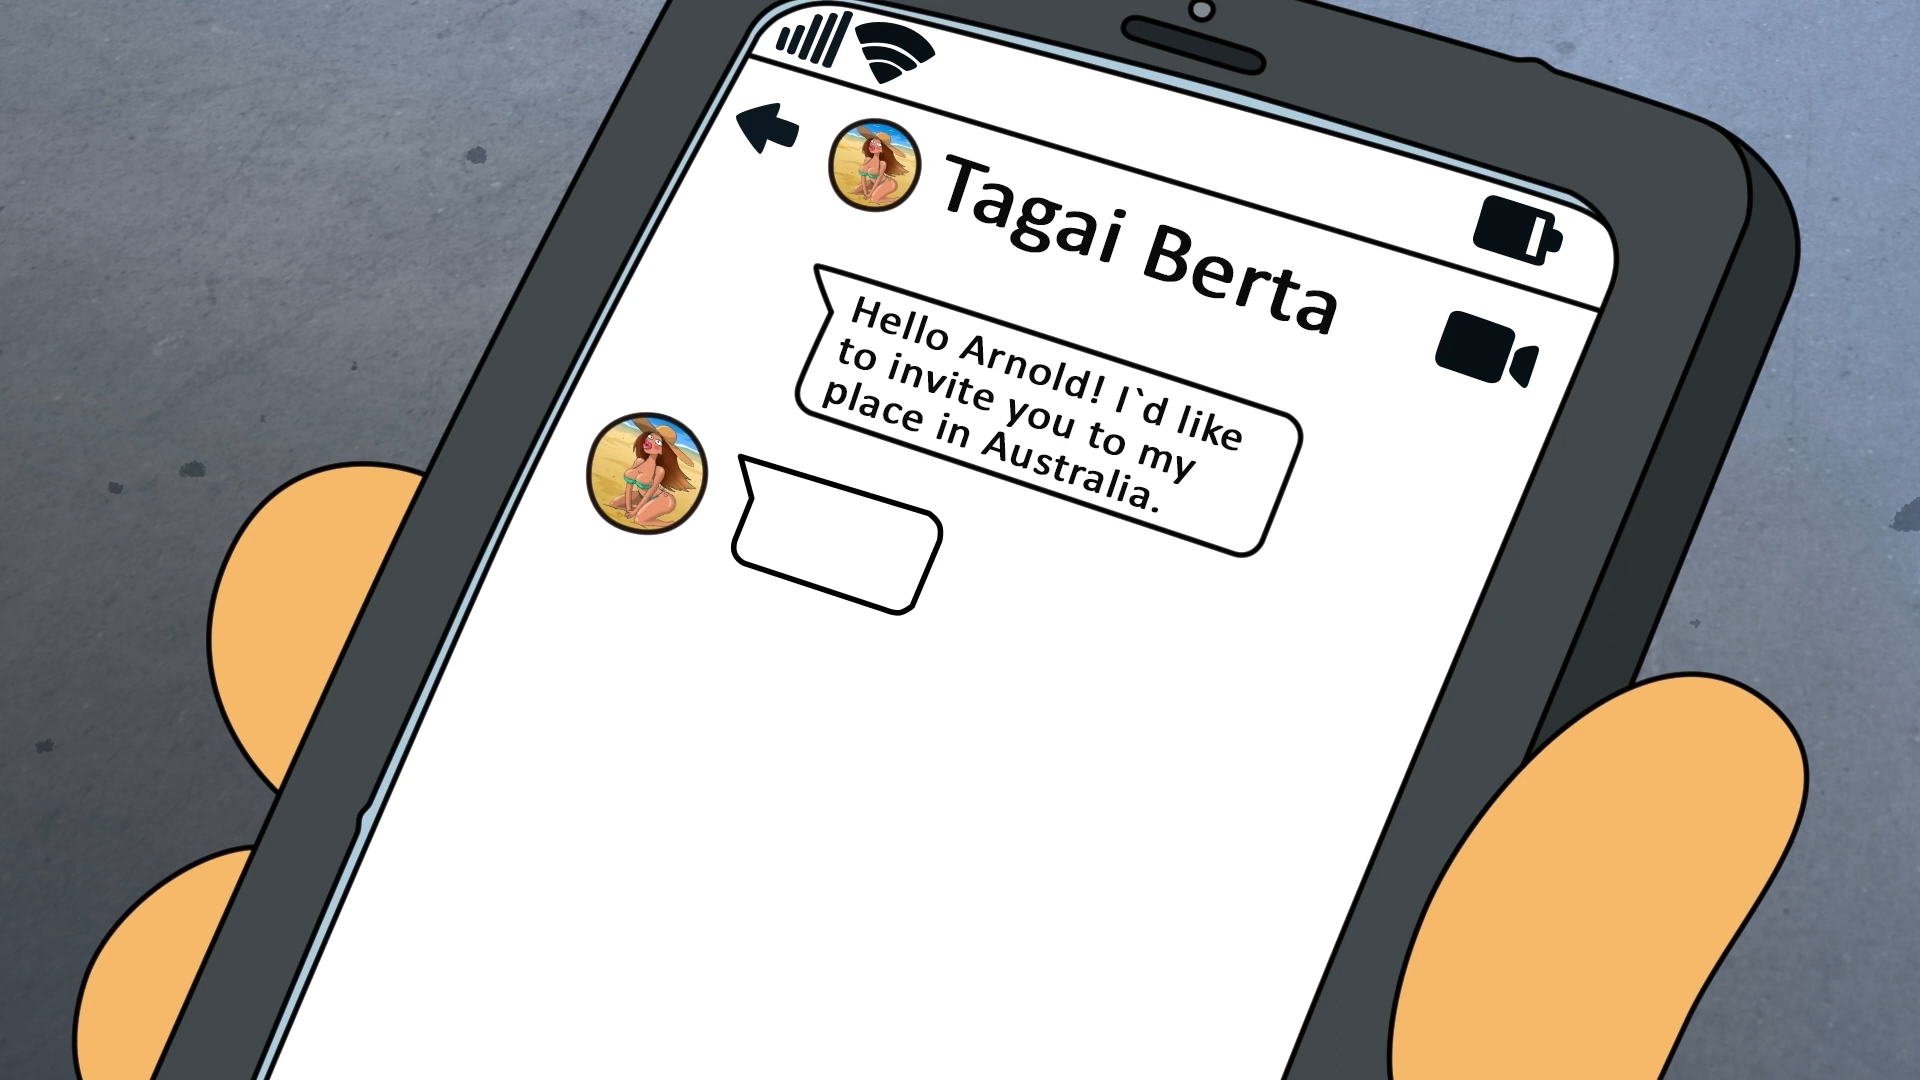 Tagai Berta
Hello Arnold! I`d like
to invite you to my
place in Australia.